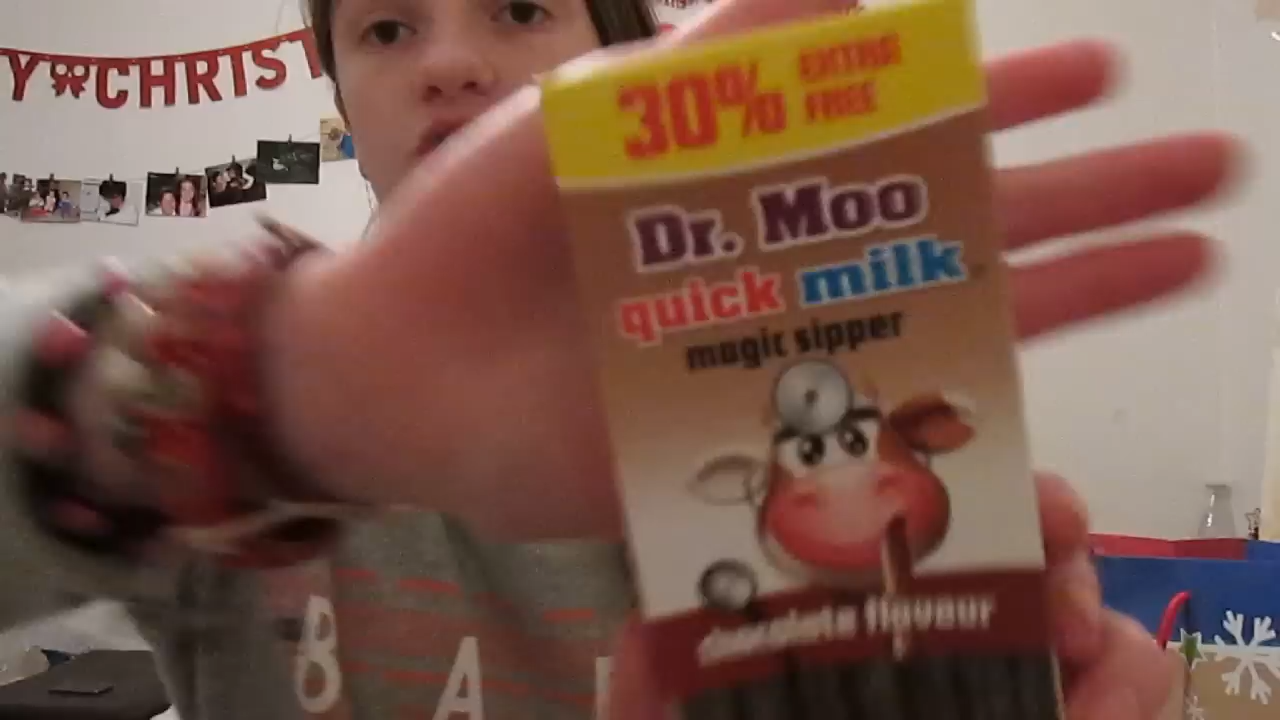 Y CHRIST
30% EXTRA
FREE
Dr. Moo
quick milk
magic sipper
chocolate flavour
B A